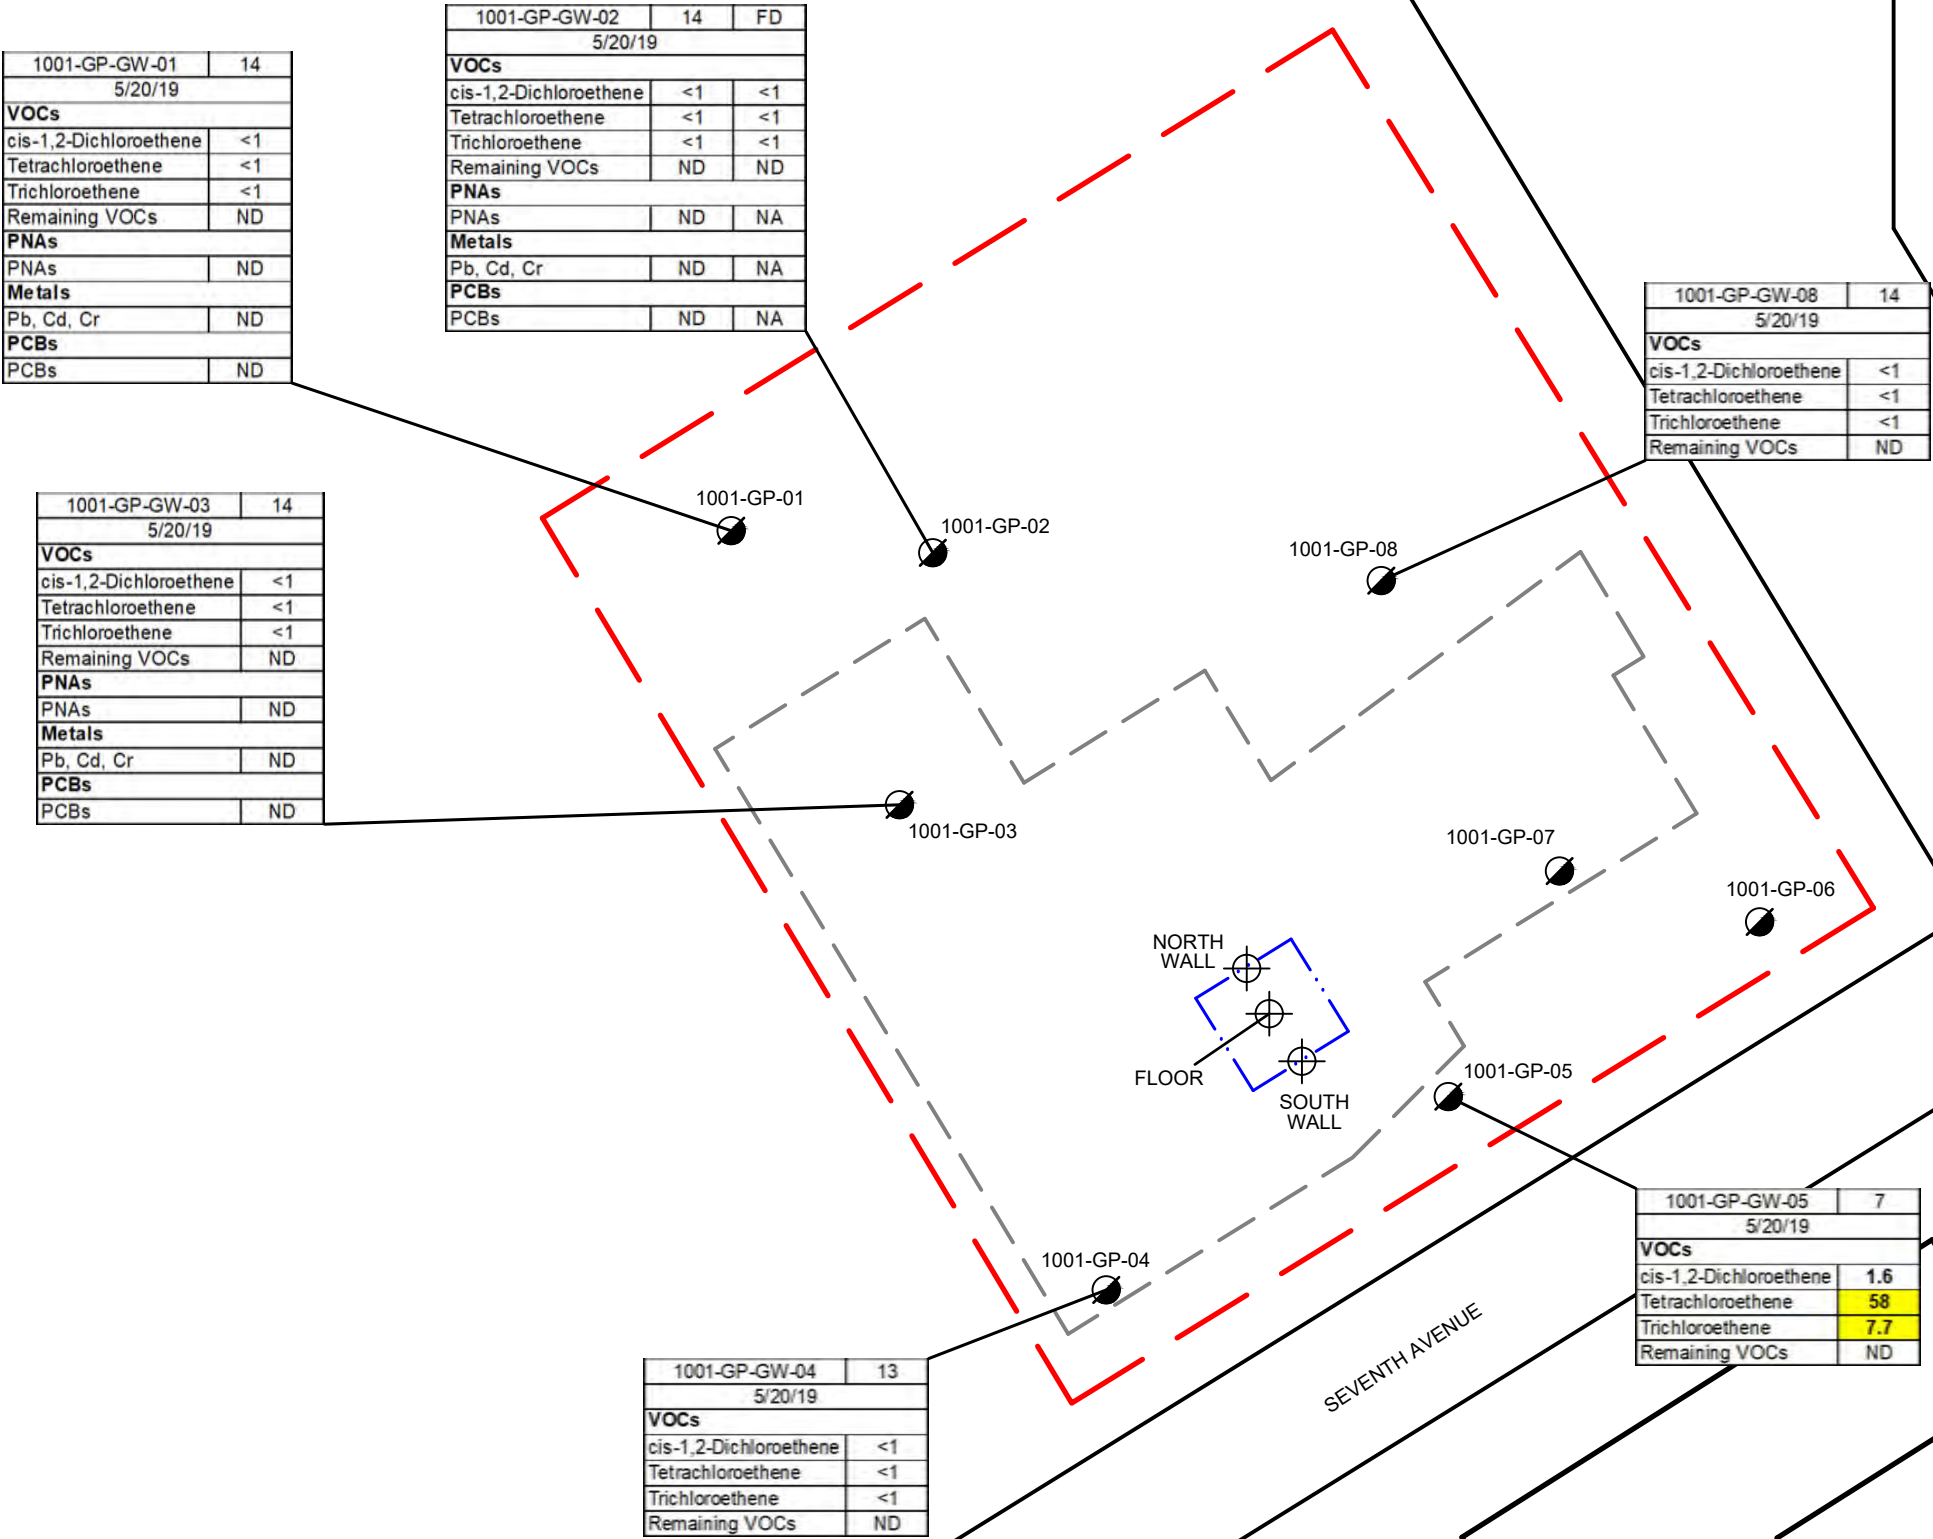 1001-GP-GW-02 14 FD
5/20/19
VOCs
cis-1,2-Dichloroethene <1 <1
Tetrachloroethene <1 <1
Trichloroethene <1 <1
Remaining VOCs ND ND
PNAs
PNAs ND NA
Metals
Pb, Cd, Cr ND NA
PCBs
PCBs ND NA
1001-GP-GW-01 14
5/20/19
VOCs
cis-1,2-Dichloroethene <1
Tetrachloroethene <1
Trichloroethene <1
Remaining VOCs ND
PNAs
PNAs ND
Metals
Pb, Cd, Cr ND
PCBs
PCBs ND
1001-GP-GW-08 14
5/20/19
VOCs
cis-1,2-Dichloroethene <1
Tetrachloroethene <1
Trichloroethene <1
Remaining VOCs ND
1001-GP-GW-03 14
5/20/19
VOCs
cis-1,2-Dichloroethene <1
Tetrachloroethene <1
Trichloroethene <1
Remaining VOCs ND
PNAs
PNAs ND
Metals
Pb, Cd, Cr ND
PCBs
PCBs ND
1001-GP-01
1001-GP-02
1001-GP-08
1001-GP-03
1001-GP-07
1001-GP-06
NORTH
WALL
FLOOR
SOUTH
WALL
1001-GP-05
1001-GP-04
1001-GP-GW-05 7
5/20/19
VOCs
cis-1,2-Dichloroethene 1.6
Tetrachloroethene 58
Trichloroethene 7.7
Remaining VOCs ND
SEVENTH AVENUE
1001-GP-GW-04 13
5/20/19
VOCs
cis-1,2-Dichloroethene <1
Tetrachloroethene <1
Trichloroethene <1
Remaining VOCs ND